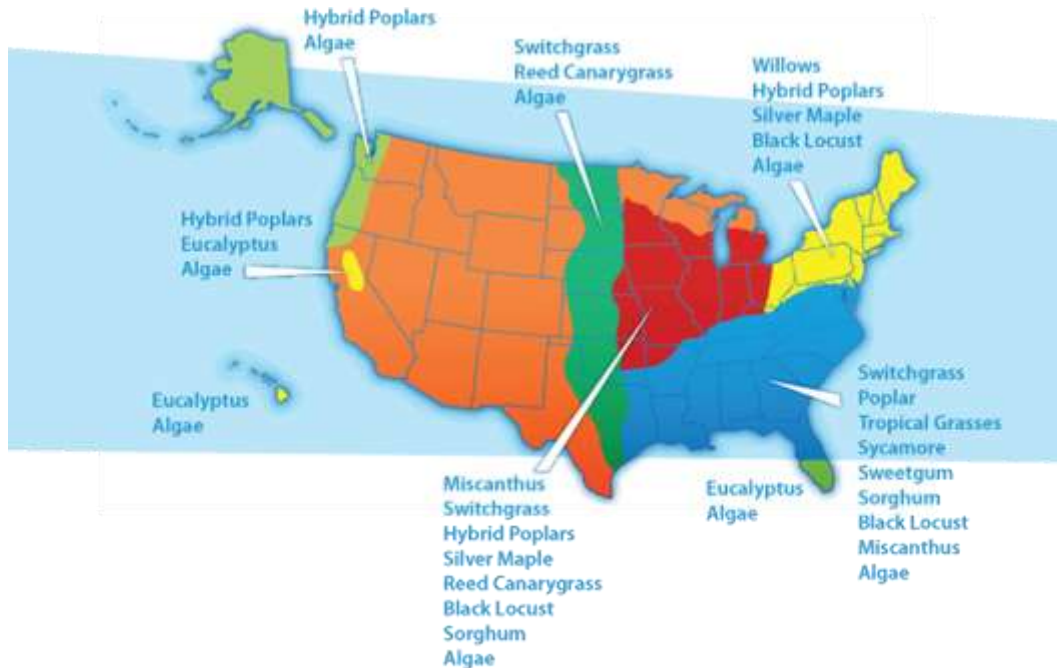 Hybrid Poplars
Algae
Switchgrass
Reed Canarygrass
Algae
Willows
Hybrid Poplars
Silver Maple
Black Locust
Algae
Hybrid Poplars
Eucalyptus
Algae
Eucalyptus
Algae
Miscanthus
Switchgrass
Hybrid Poplars
Silver Maple
Reed Canarygrass
Black Locust
Sorghum
Algae
Eucalyptus
Algae
Switchgrass
Poplar
Tropical Grasses
Sycamore
Sweetgum
Sorghum
Black Locust
Miscanthus
Algae